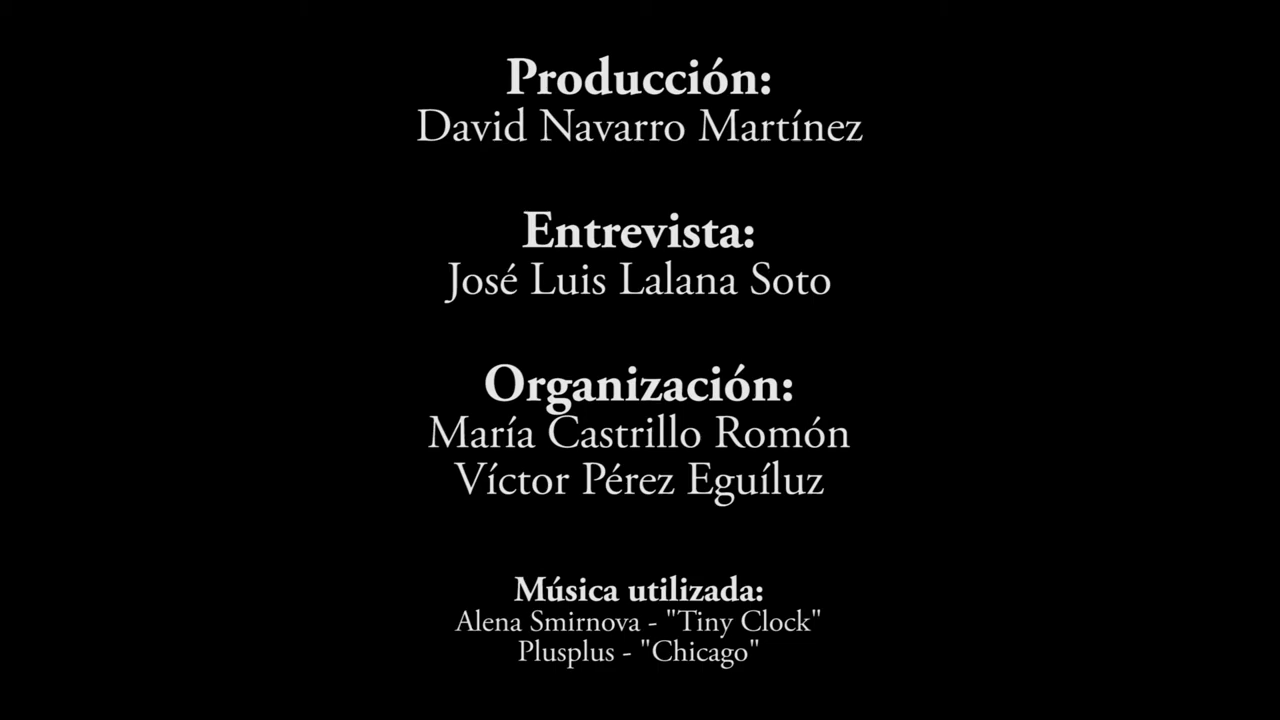 Producción:
David Navarro Martínez
Entrevista:
José Luis Lalana Soto
Organización:
María Castrillo Romón
Víctor Pérez Eguíluz
Música utilizada:
Alena Smirnova - "Tiny Clock"
Plusplus - "Chicago"